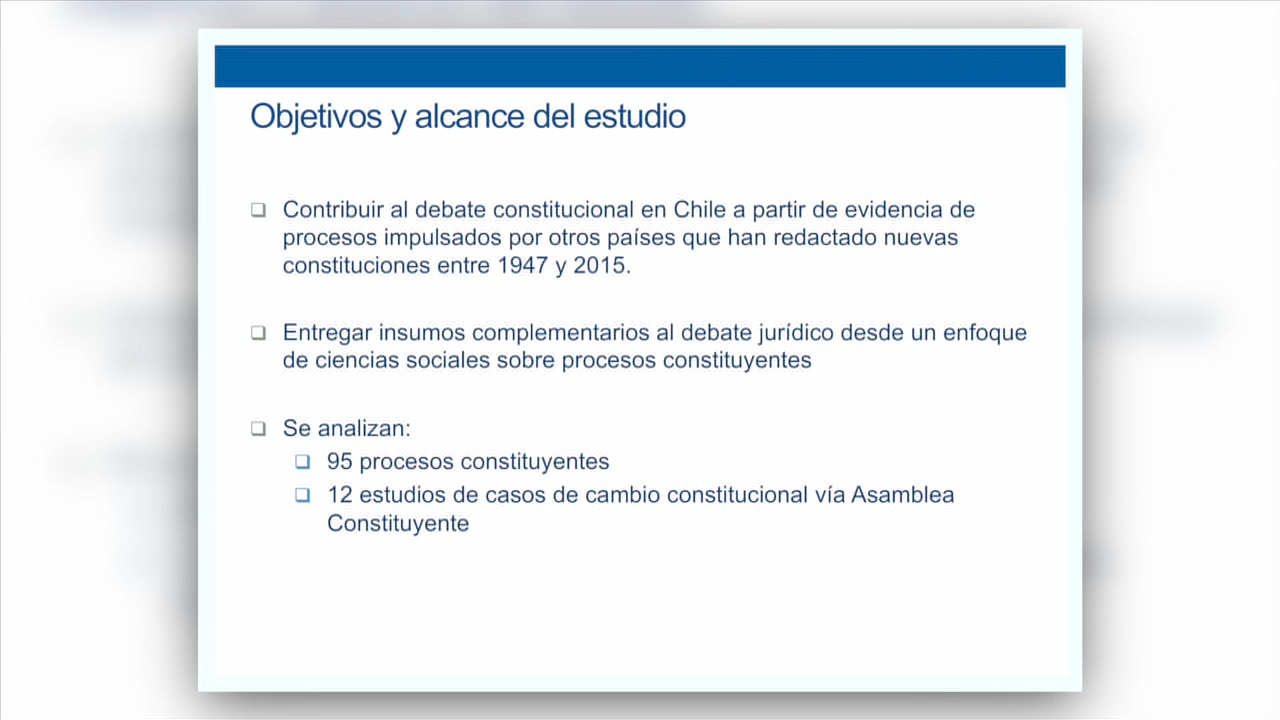 Objetivos y alcance del estudio
Contribuir al debate constitucional en Chile a partir de evidencia de
procesos impulsados por otros países que han redactado nuevas
constituciones entre 1947 y 2015.
Entregar insumos complementarios al debate jurídico desde un enfoque
de ciencias sociales sobre procesos constituyentes
Se analizan:
95 procesos constituyentes
12 estudios de casos de cambio constitucional vía Asamblea
Constituyente